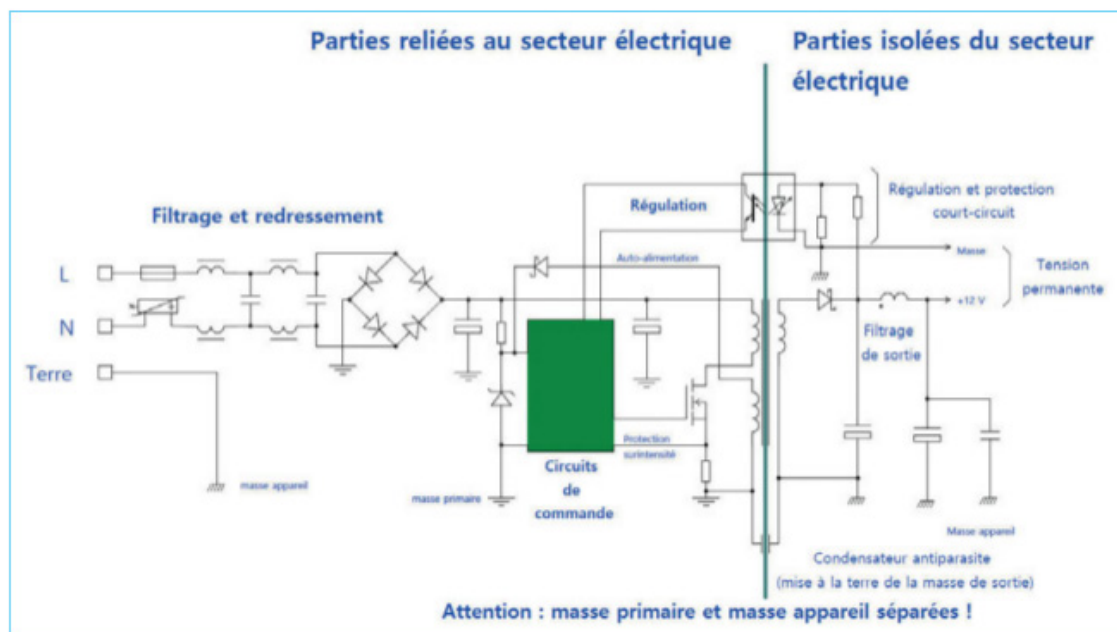 Parties reliées au secteur électrique
Parties isolées du secteur
électrique
Filtrage et redressement
Régulation
Régulation et protection
court-circuit
Auto-alimentation
Masse
Tension
permanente
+12 V
L
N
Terre
Filtrage
de sortie
Protection
surintensité
Circuits
de
commande
masse appareil
masse primaire
Masse appareil
Condensateur antiparasite
(mise à la terre de la masse de sortie)
Attention : masse primaire et masse appareil séparées !